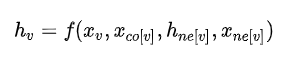 h_v = f(x_v, x_{co[v]}, h_{ne[v]}, x_{ne[v]})